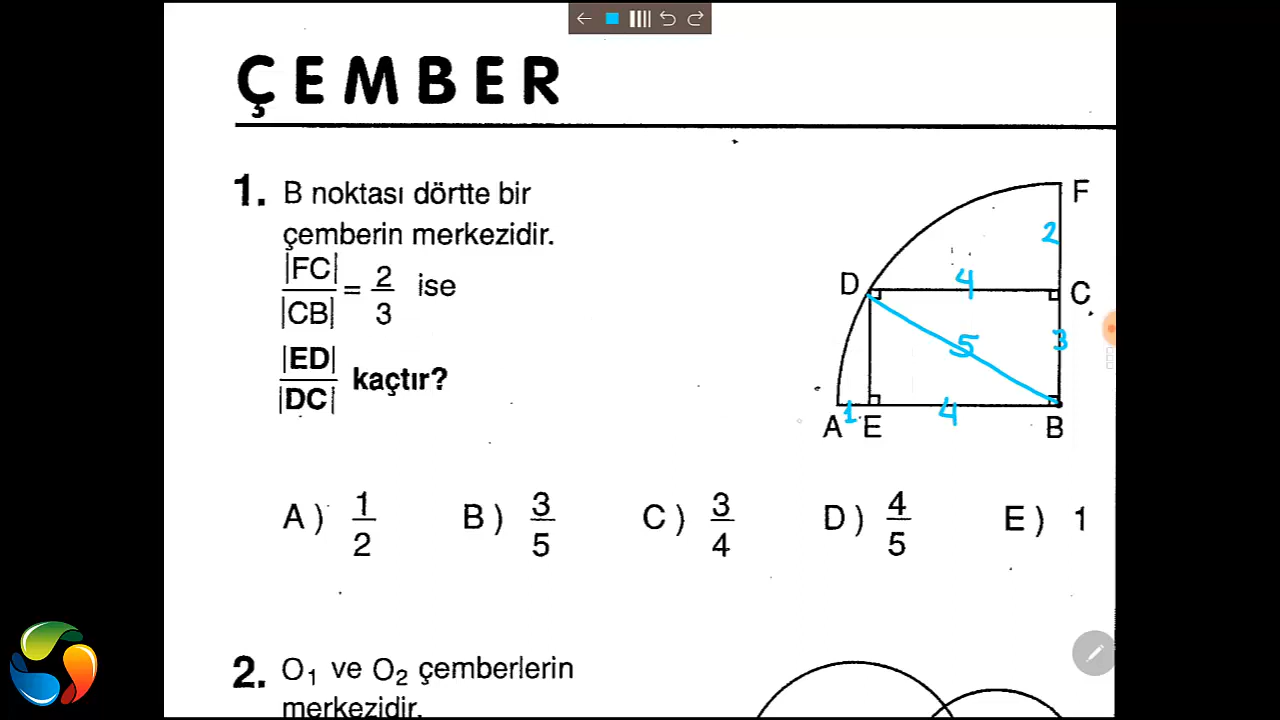 ÇEMBER
1. B noktası dörtte bir
çemberin merkezidir.
|FC| / |CB| = 2/3 ise
|ED| / |DC| kaçtır?
F
2
D 4 C
5 3
1 4
A E B
A) 1/2 B) 3/5 C) 3/4 D) 4/5 E) 1
2. O₁ ve O₂ çemberlerin
merkezidir.